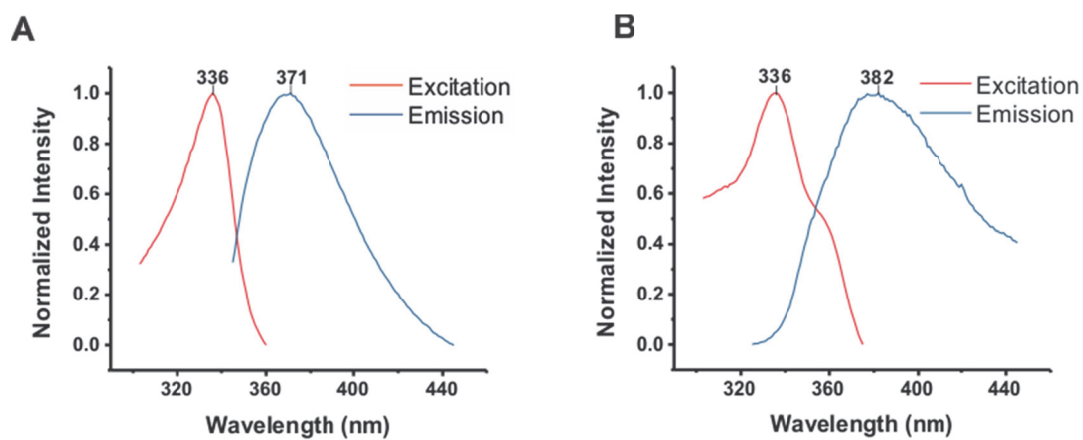 A
336
371
Excitation
Emission
Normalized Intensity
1.0
0.8
0.6
0.4
0.2
0.0
320
360
400
440
Wavelength (nm)
B
336
382
Excitation
Emission
Normalized Intensity
1.0
0.8
0.6
0.4
0.2
0.0
320
360
400
440
Wavelength (nm)